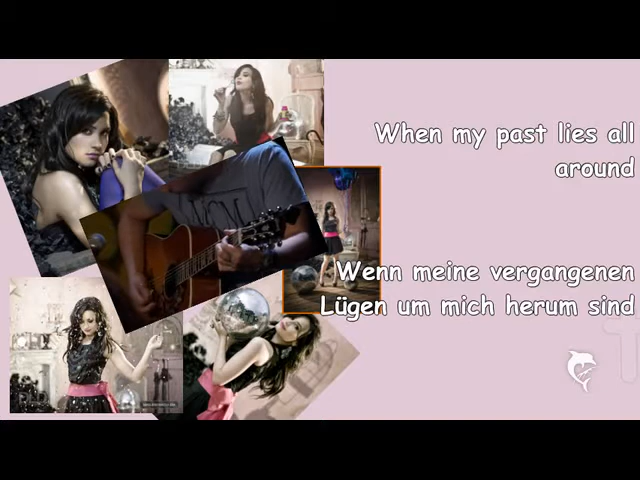 When my past lies all
around
Wenn meine vergangenen
Lügen um mich herum sind